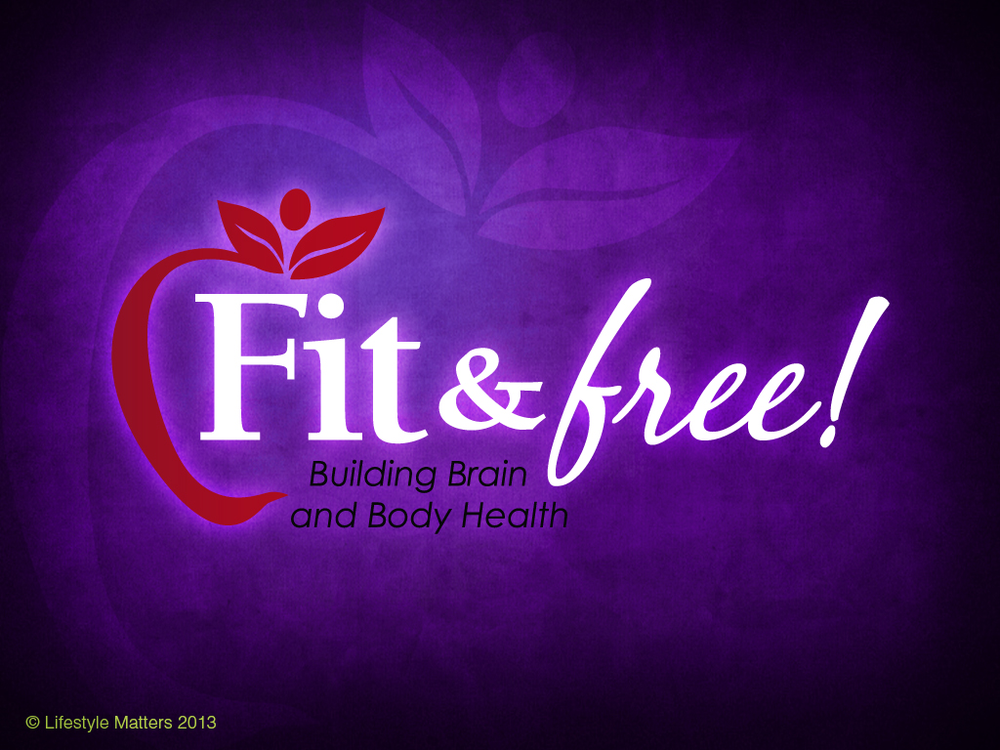 Fit & free!
Building Brain
and Body Health
© Lifestyle Matters 2013